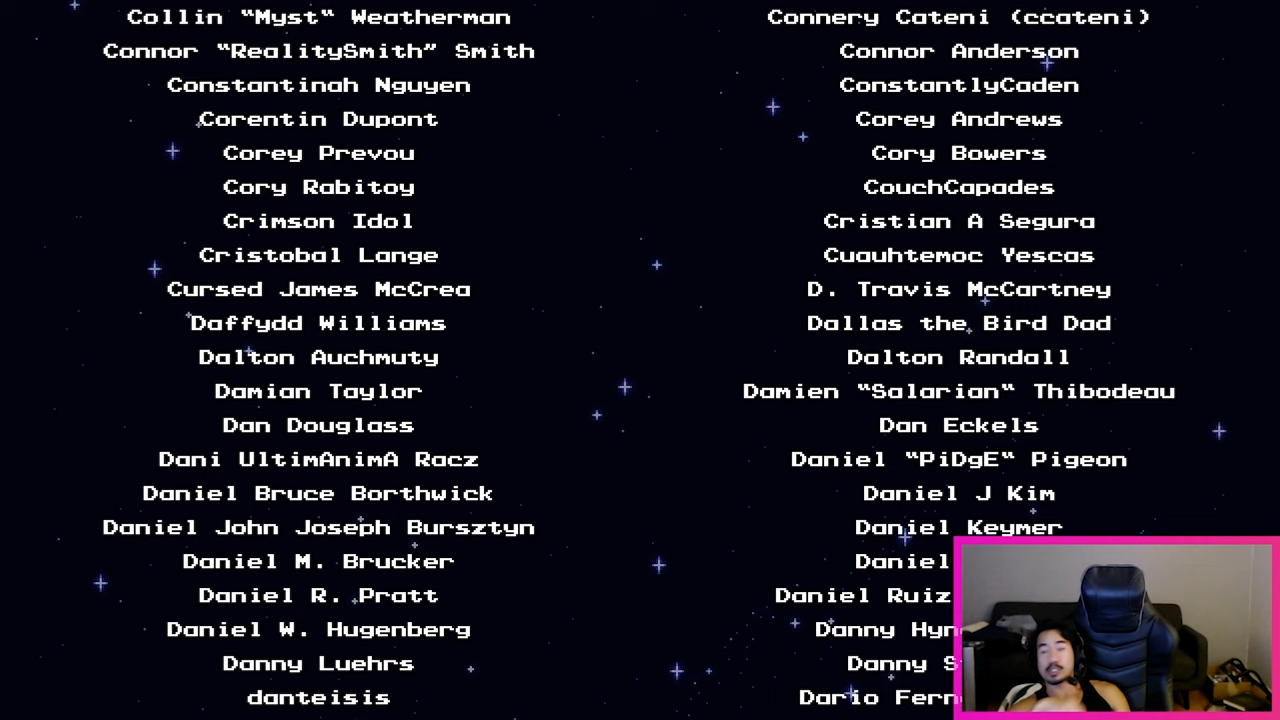 Collin "Myst" Weatherman
Connery Cateni (ccateni)
Connor "RealitySmith" Smith
Connor Anderson
Constantinah Nguyen
ConstantlyCaden
Corentin Dupont
Corey Andrews
Corey Prevou
Cory Bowers
Cory Rabitoy
CouchCapades
Crimson Idol
Cristian A Segura
Cristobal Lange
Cuauhtemoc Yescas
Cursed James McCrea
D. Travis McCartney
Daffydd Williams
Dallas the Bird Dad
Dalton Auchmuty
Dalton Randall
Damian Taylor
Damien "Salarian" Thibodeau
Dan Douglass
Dan Eckels
Dani UltimAnimA Racz
Daniel "PiDgE" Pigeon
Daniel Bruce Borthwick
Daniel J Kim
Daniel John Joseph Bursztyn
Daniel Keymer
Daniel M. Brucker
Daniel
Daniel R. Pratt
Daniel Ruiz
Daniel W. Hugenberg
Danny
Danny Luehrs
Danny
danteisis
Dario